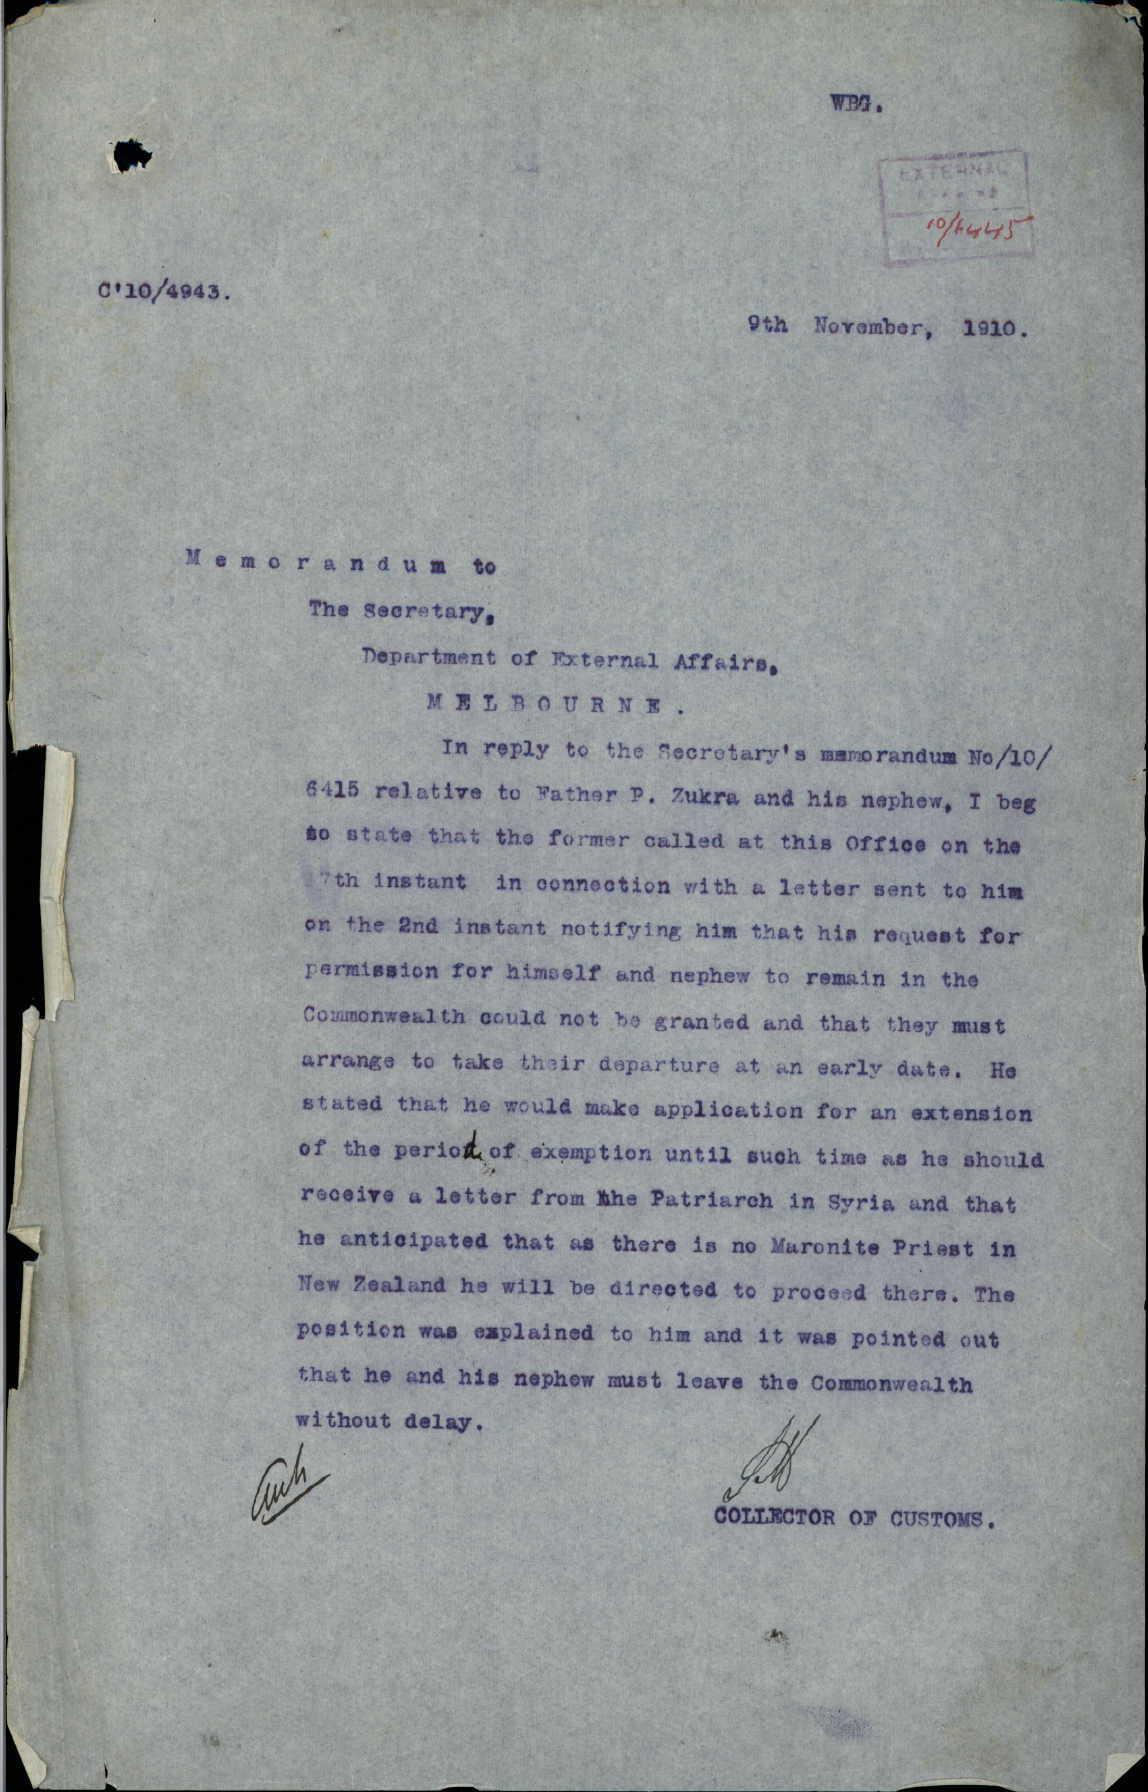 WBG.
EXTERNAL
10/6445
C'10/4943.
9th November, 1910.
Memorandum to
The Secretary,
Department of External Affairs,
MELBOURNE.
In reply to the Secretary's memorandum No/10/
6415 relative to Father P. Zukra and his nephew, I beg
to state that the former called at this Office on the
7th instant in connection with a letter sent to him
on the 2nd instant notifying him that his request for
permission for himself and nephew to remain in the
Commonwealth could not be granted and that they must
arrange to take their departure at an early date. He
stated that he would make application for an extension
of the period of exemption until such time as he should
receive a letter from the Patriarch in Syria and that
he anticipated that as there is no Maronite Priest in
New Zealand he will be directed to proceed there. The
position was explained to him and it was pointed out
that he and his nephew must leave the Commonwealth
without delay.
COLLECTOR OF CUSTOMS.